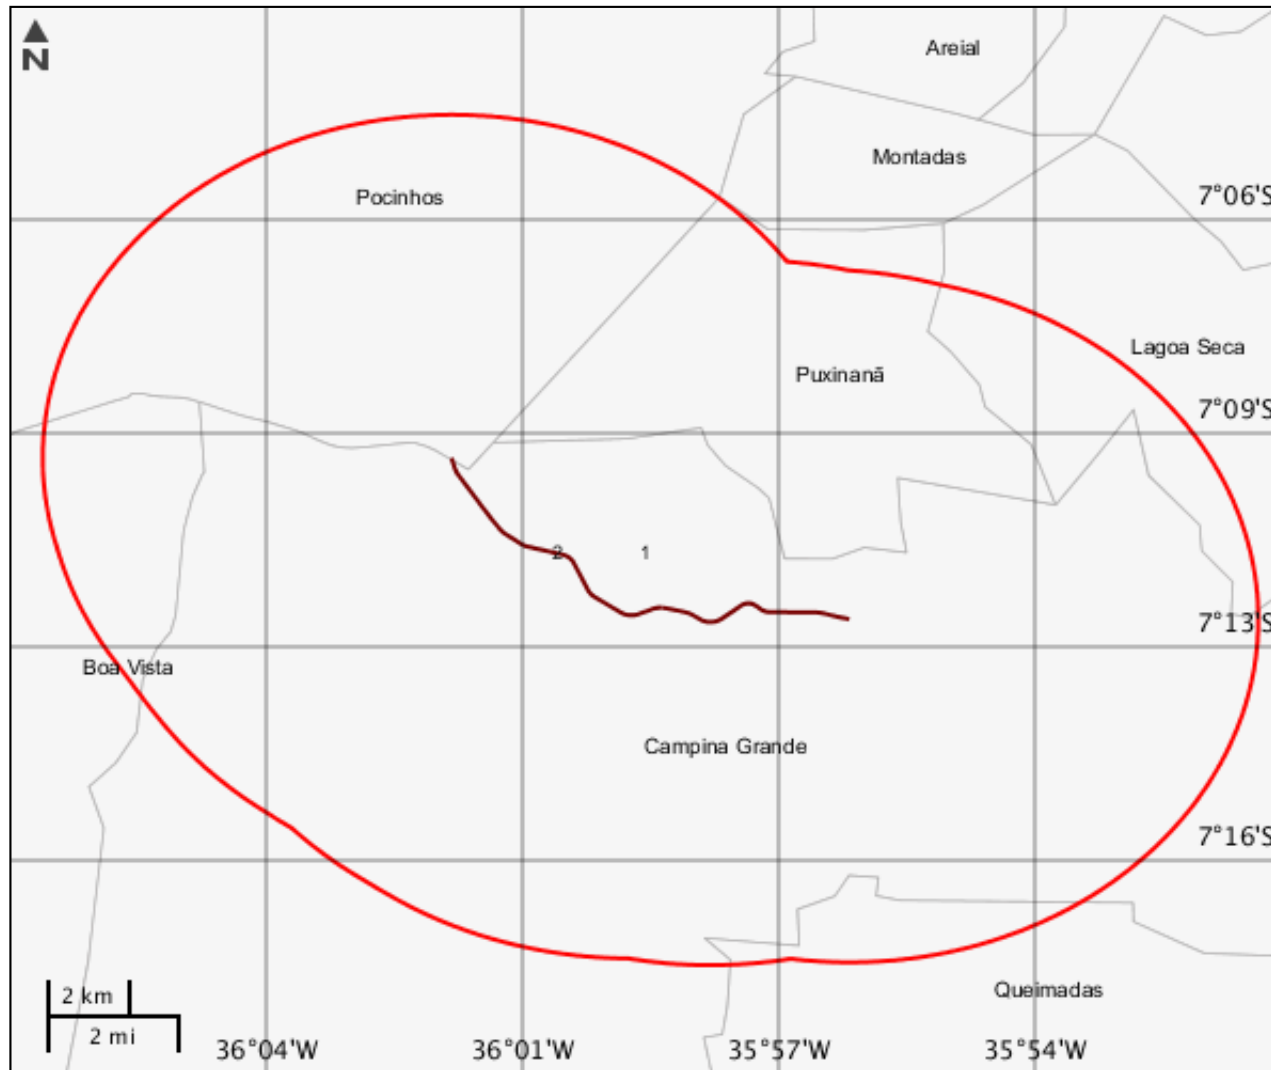 N
Areial
Montadas
Pocinhos
7°06'S
Lagoa Seca
Puxinanã
7°09'S
2
1
7°13'S
Boa Vista
Campina Grande
7°16'S
Queimadas
2 km
2 mi
36°04'W
36°01'W
35°57'W
35°54'W